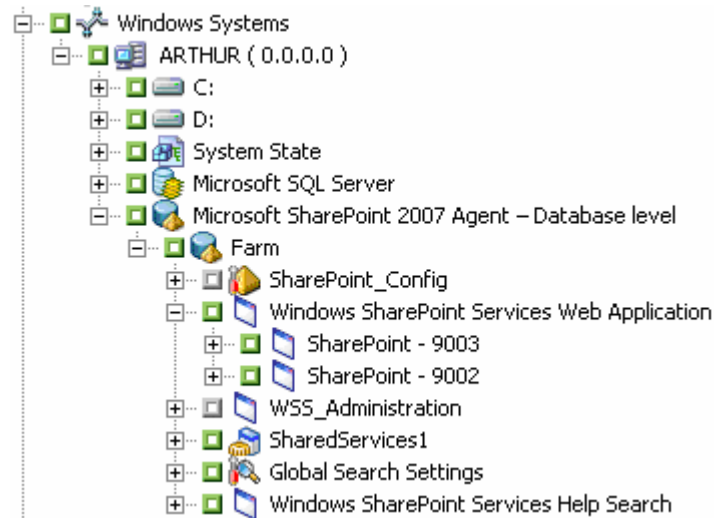 Windows Systems
ARTHUR ( 0.0.0.0 )
C:
D:
System State
Microsoft SQL Server
Microsoft SharePoint 2007 Agent – Database level
Farm
SharePoint_Config
Windows SharePoint Services Web Application
SharePoint - 9003
SharePoint - 9002
WSS_Administration
SharedServices1
Global Search Settings
Windows SharePoint Services Help Search